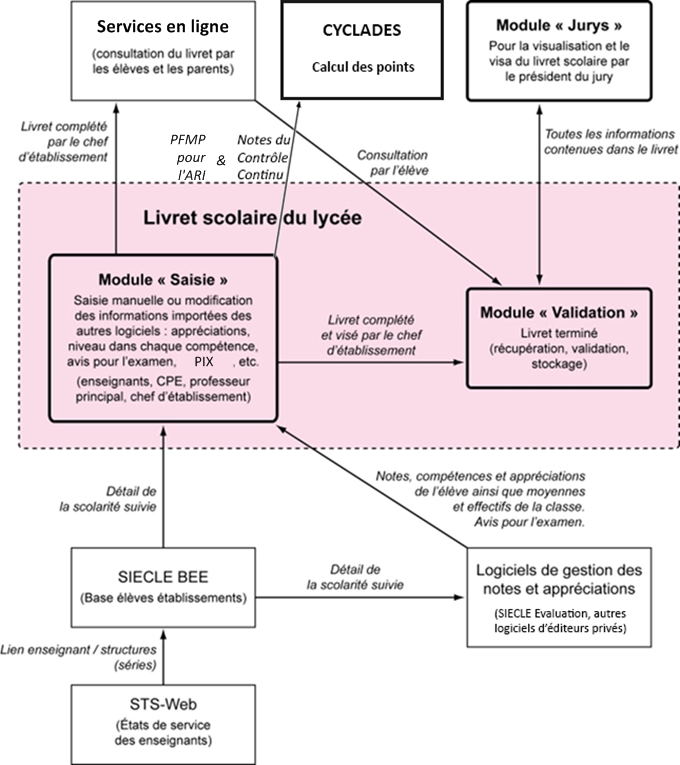 Services en ligne
(consultation du livret par
les élèves et les parents)
CYCLADES
Calcul des points
Module « Jurys »
Pour la visualisation et le
visa du livret scolaire par
le président du jury
Livret complété
par le chef
d'établissement
PFMP
pour
l'ARI
&
Notes du
Contrôle
Continu
Consultation
par l'élève
Toutes les informations
contenues dans le livret
Livret scolaire du lycée
Module « Saisie »
Saisie manuelle ou modification
des informations importées des
autres logiciels : appréciations,
niveau dans chaque compétence,
avis pour l'examen, PIX , etc.
(enseignants, CPE, professeur
principal, chef d'établissement)
Livret complété
et visé par le chef
d'établissement
Module « Validation »
Livret terminé
(récupération, validation,
stockage)
Détail de
la scolarité suivie
Notes, compétences et appréciations
de l'élève ainsi que moyennes
et effectifs de la classe.
Avis pour l'examen.
SIECLE BEE
(Base élèves établissements)
Détail de
la scolarité suivie
Logiciels de gestion des
notes et appréciations
(SIECLE Evaluation, autres
logiciels d'éditeurs privés)
Lien enseignant / structures
(séries)
STS-Web
(États de service
des enseignants)